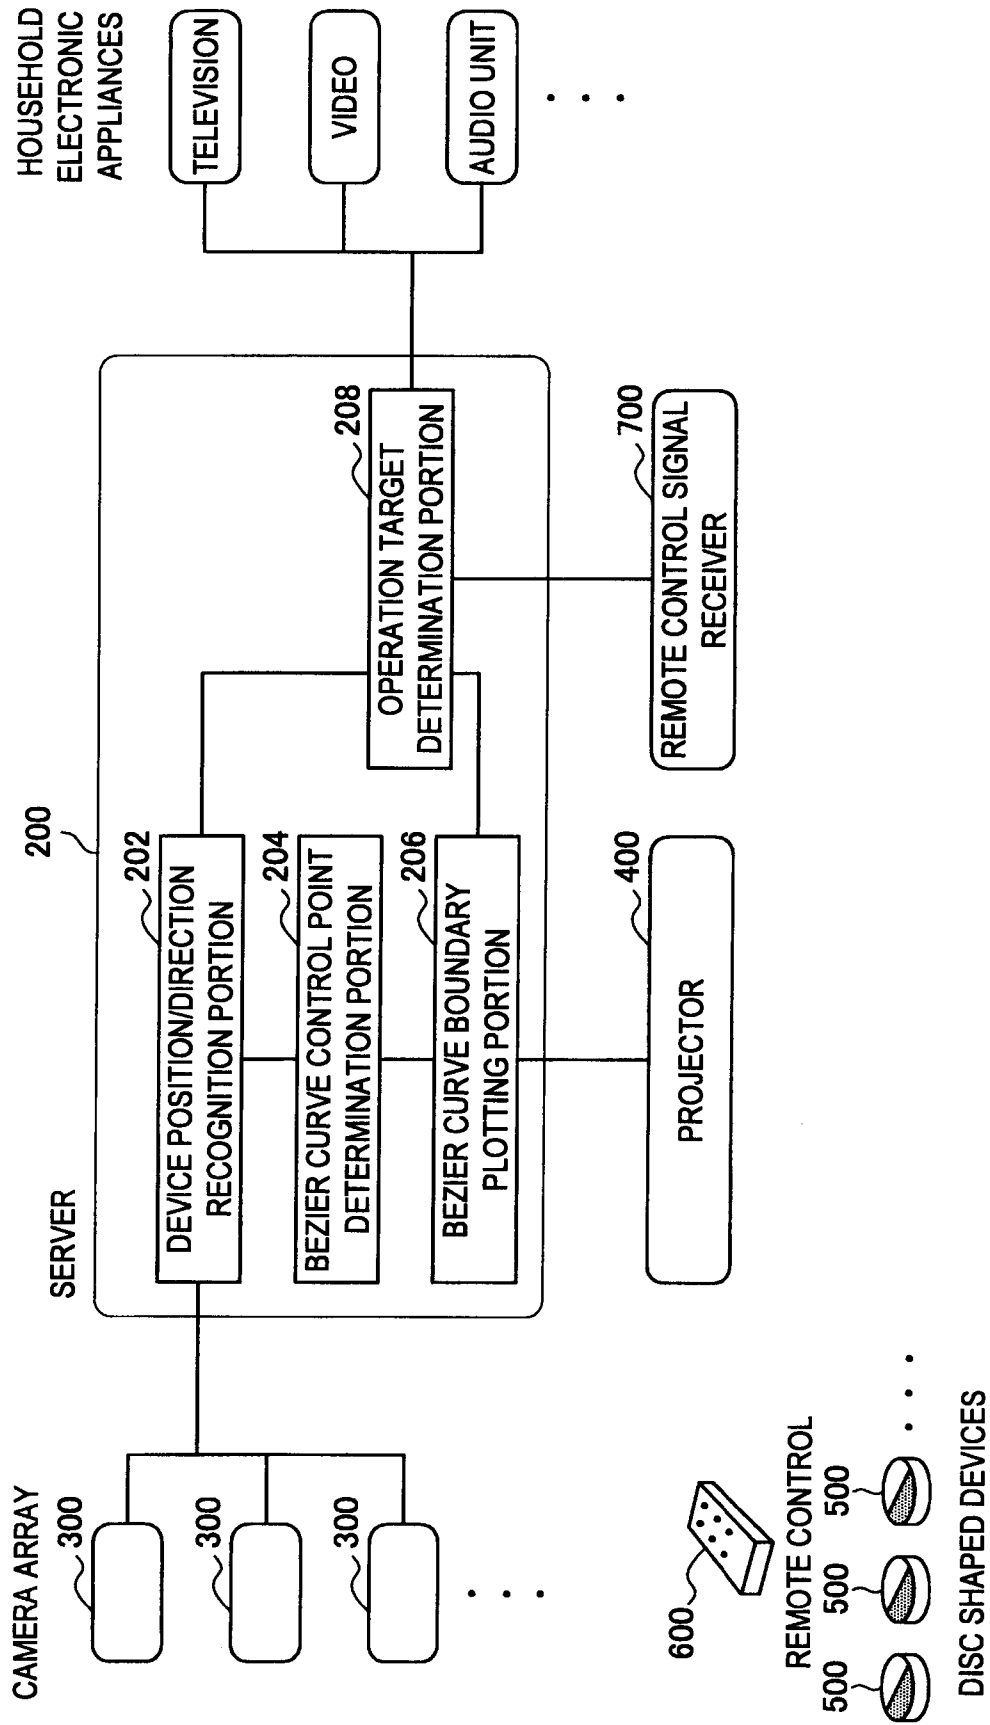 CAMERA ARRAY
300
300
300
SERVER
200
DEVICE POSITION/DIRECTION
RECOGNITION PORTION
202
BEZIER CURVE CONTROL POINT
DETERMINATION PORTION
204
BEZIER CURVE BOUNDARY
PLOTTING PORTION
206
OPERATION TARGET
DETERMINATION PORTION
208
HOUSEHOLD
ELECTRONIC
APPLIANCES
TELEVISION
VIDEO
AUDIO UNIT
PROJECTOR
400
REMOTE CONTROL SIGNAL
RECEIVER
700
600
REMOTE CONTROL
500
500
500
DISC SHAPED DEVICES